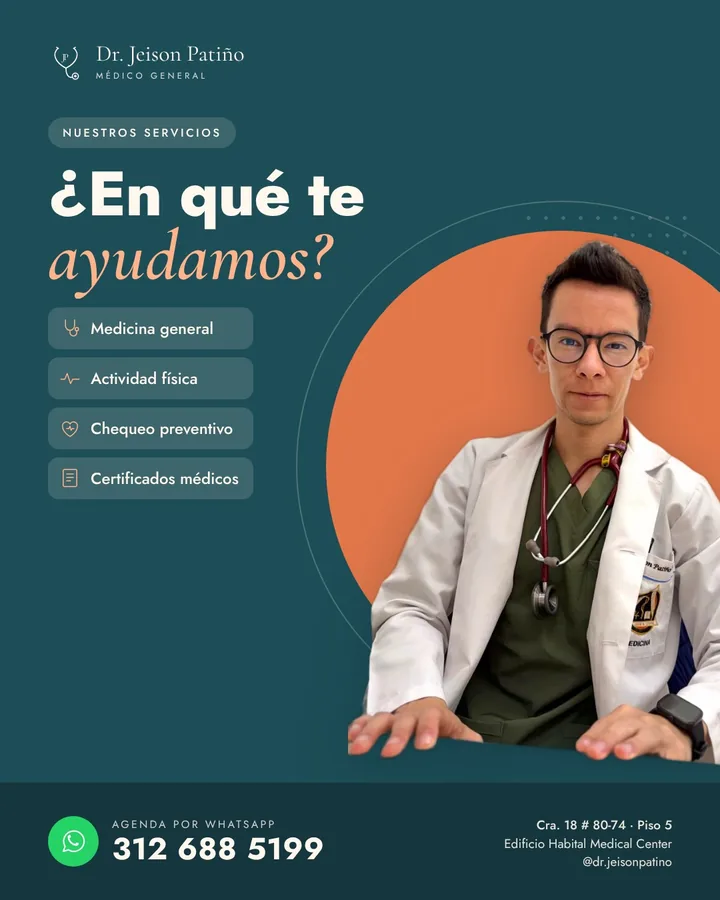 JP
Dr. Jeison Patiño
MÉDICO GENERAL
NUESTROS SERVICIOS
¿En qué te
ayudamos?
Medicina general
Actividad física
Chequeo preventivo
Certificados médicos
AGENDA POR WHATSAPP
312 688 5199
Cra. 18 # 80-74 · Piso 5
Edificio Habital Medical Center
@dr.jeisonpatino